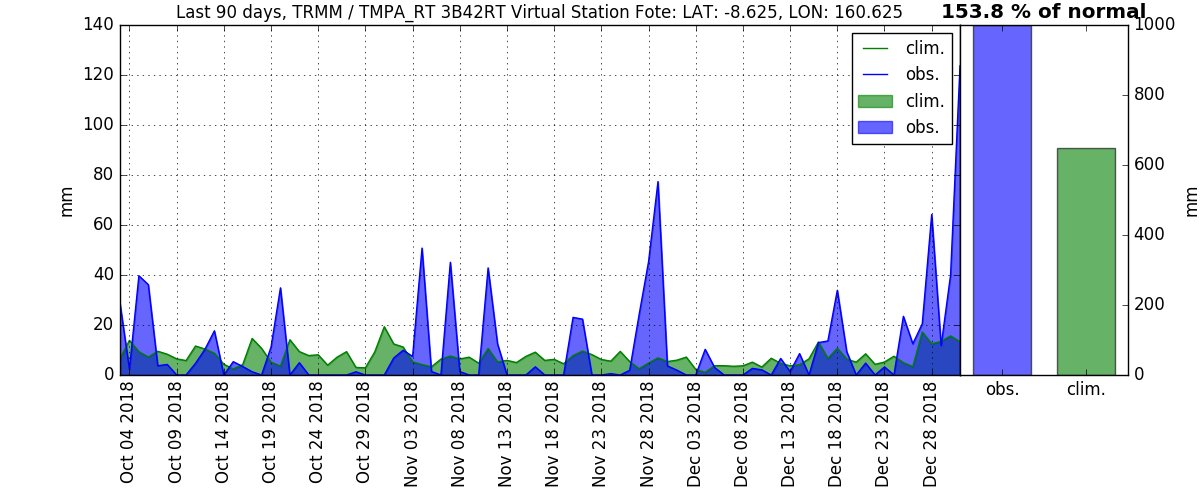 Last 90 days, TRMM / TMPA_RT 3B42RT Virtual Station Fote: LAT: -8.625, LON: 160.625
153.8 % of normal
140
120
100
80
60
40
20
0
mm
clim.
obs.
clim.
obs.
1000
800
600
400
200
0
mm
obs.
clim.
Oct 04 2018
Oct 09 2018
Oct 14 2018
Oct 19 2018
Oct 24 2018
Oct 29 2018
Nov 03 2018
Nov 08 2018
Nov 13 2018
Nov 18 2018
Nov 23 2018
Nov 28 2018
Dec 03 2018
Dec 08 2018
Dec 13 2018
Dec 18 2018
Dec 23 2018
Dec 28 2018